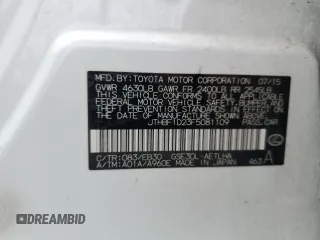 MFD. BY: TOYOTA MOTOR CORPORATION 07/15
GVWR 4630LB GAWR FR 2400LB RR 2545LB
THIS VEHICLE CONFORMS TO ALL APPLICABLE
FEDERAL MOTOR VEHICLE SAFETY, BUMPER, AND
THEFT PREVENTION STANDARDS IN EFFECT ON
THE DATE OF MANUFACTURE SHOWN ABOVE.
JTHBF1D23F5081109 PASS. CAR
C/TR: 083/EB30 GSE30L-AETLHA
A/TM: A01A/A960E MADE IN JAPAN 463 A
AUTOBIDMASTER